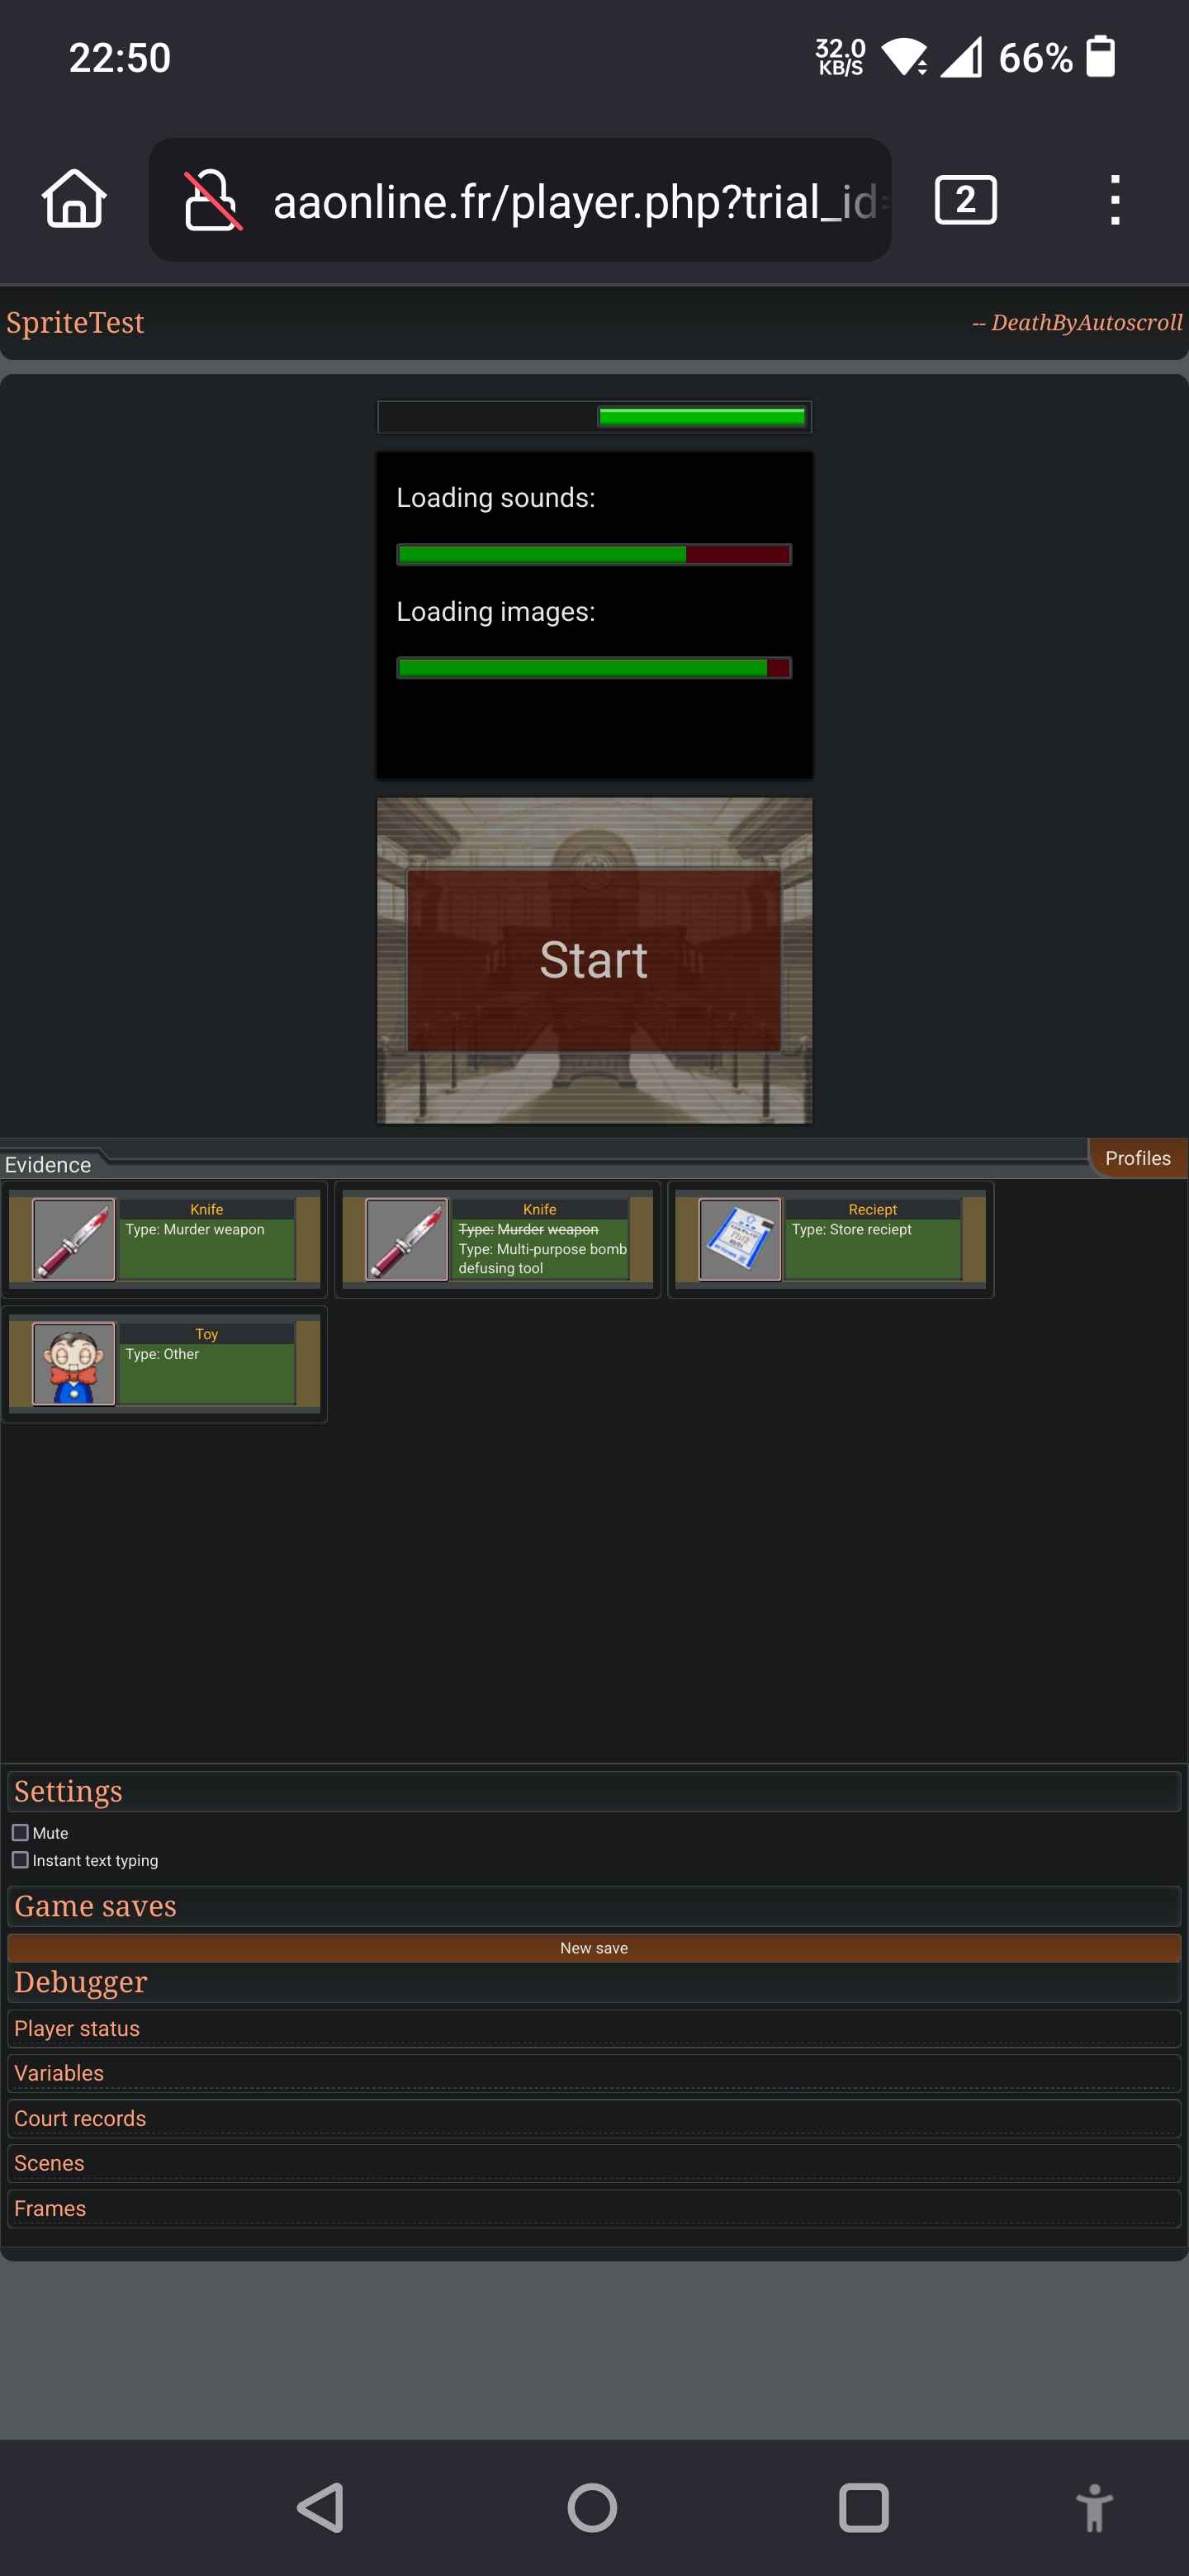 22:50
32.0
KB/S
66%
aaonline.fr/player.php?trial_id=
2
SpriteTest
-- DeathByAutoscroll
Loading sounds:
Loading images:
Start
Evidence
Profiles
Knife
Type: Murder weapon
Knife
Type: Murder weapon
Type: Multi-purpose bomb
defusing tool
Reciept
Type: Store reciept
Toy
Type: Other
Settings
Mute
Instant text typing
Game saves
New save
Debugger
Player status
Variables
Court records
Scenes
Frames